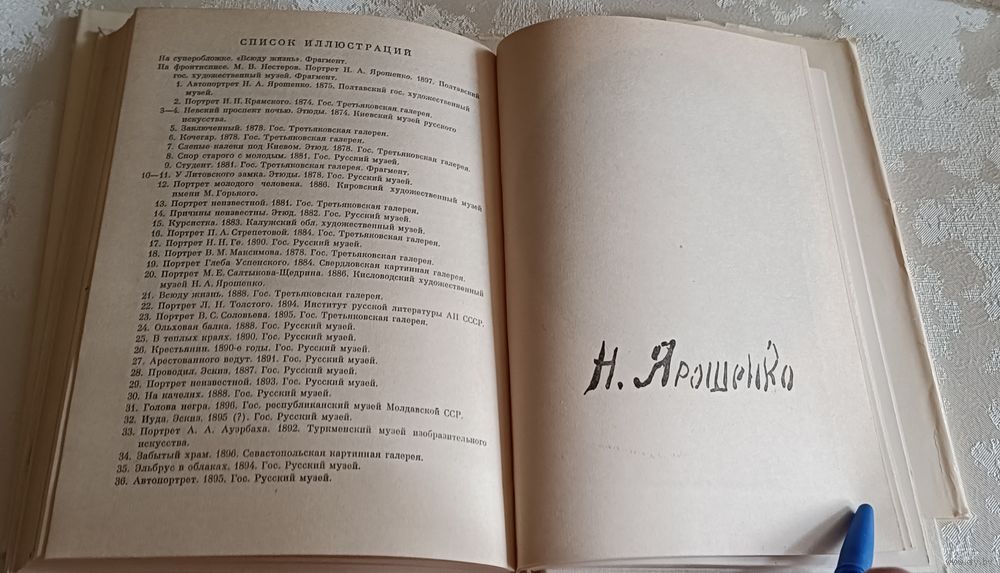 СПИСОК ИЛЛЮСТРАЦИЙ
На суперобложке. «Всюду жизнь». Фрагмент.
На фронтисписе. М. В. Нестеров. Портрет Н. А. Ярошенко. 1897. Полтавский
гос. художественный музей. Фрагмент.
1. Автопортрет Н. А. Ярошенко. 1875. Полтавский гос. художественный
музей.
2. Портрет И. Н. Крамского. 1874. Гос. Третьяковская галерея.
3—4. Невский проспект ночью. Этюды. 1874. Киевский музей русского
искусства.
5. Заключенный. 1878. Гос. Третьяковская галерея.
6. Кочегар. 1878. Гос. Третьяковская галерея.
7. Слепые калеки под Киевом. Этюд. 1878. Гос. Третьяковская галерея.
8. Спор старого с молодым. 1881. Гос. Русский музей.
9. Студент. 1881. Гос. Третьяковская галерея. Фрагмент.
10—11. У Литовского замка. Этюды. 1878. Гос. Русский музей.
12. Портрет молодого человека. 1886. Кировский художественный музей
имени М. Горького.
13. Портрет неизвестной. 1881. Гос. Третьяковская галерея.
14. Причины неизвестны. Этюд. 1882. Гос. Русский музей.
15. Курсистка. 1883. Калужский обл. художественный музей.
16. Портрет П. А. Стрепетовой. 1884. Гос. Третьяковская галерея.
17. Портрет Н. Н. Ге. 1890. Гос. Русский музей.
18. Портрет В. М. Максимова. 1878. Гос. Третьяковская галерея.
19. Портрет Глеба Успенского. 1884. Свердловская картинная галерея.
20. Портрет М. Е. Салтыкова-Щедрина. 1886. Кисловодский художественный
музей Н. А. Ярошенко.
21. Всюду жизнь. 1888. Гос. Третьяковская галерея.
22. Портрет Л. Н. Толстого. 1894. Институт русской литературы АН СССР.
23. Портрет В. С. Соловьева. 1895. Гос. Третьяковская галерея.
24. Ольховая балка. 1888. Гос. Русский музей.
25. В теплых краях. 1890. Гос. Русский музей.
26. Крестьянин. 1890-е годы. Гос. Русский музей.
27. Арестованного ведут. 1891. Гос. Русский музей.
28. Проводил. Эскиз. 1887. Гос. Русский музей.
29. Портрет неизвестной. 1893. Гос. Русский музей.
30. На качелях. 1888. Гос. Русский музей.
31. Голова негра. 1896. Гос. республиканский музей Молдавской ССР.
32. Иуда. Эскиз. 1895 (?). Гос. Русский музей.
33. Портрет А. А. Ауэрбаха. 1892. Туркменский музей изобразительного
искусства.
34. Забытый храм. 1896. Севастопольская картинная галерея.
35. Эльбрус в облаках. 1894. Гос. Русский музей.
36. Автопортрет. 1895. Гос. Русский музей.
Н. Ярошенко